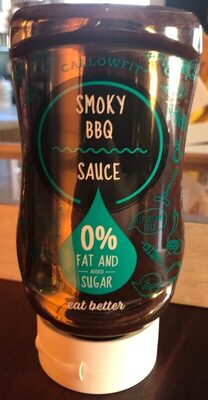 CALLOWFIT
SMOKY
BBQ
SAUCE
0%
FAT AND
ADDED
SUGAR
eat better